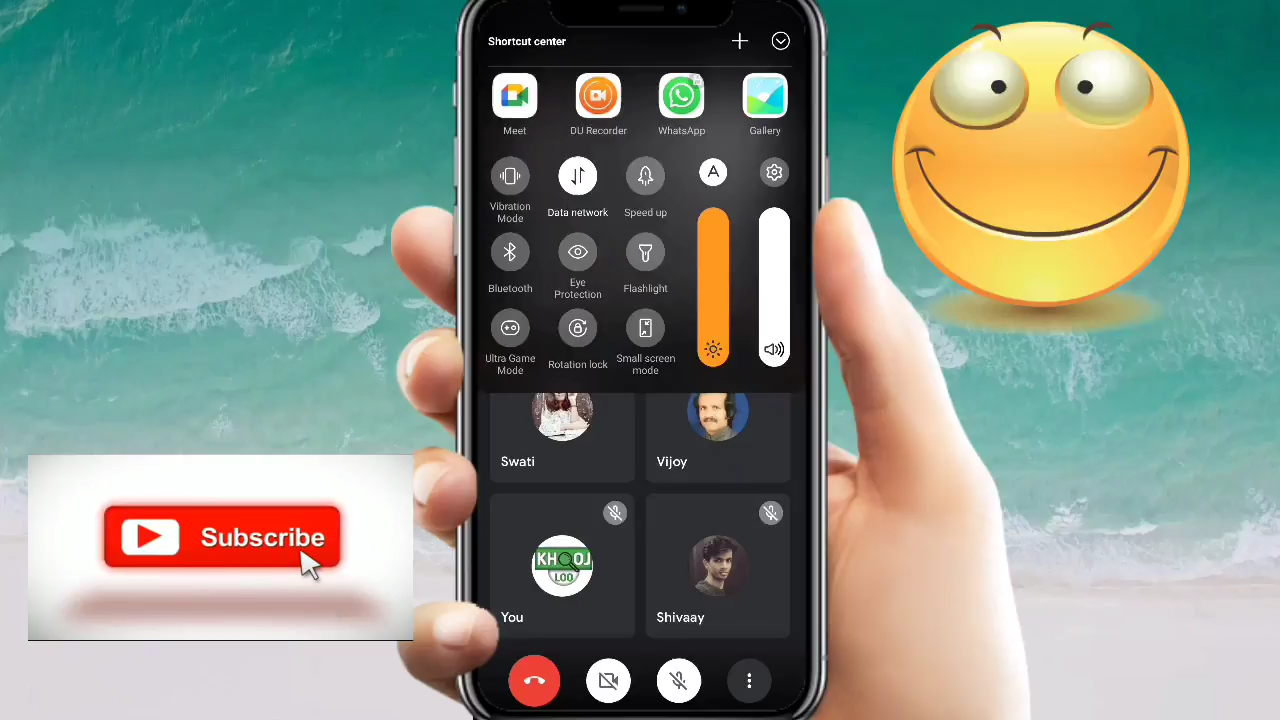 Shortcut center
Meet
DU Recorder
WhatsApp
Gallery
A
Vibration
Mode
Data network
Speed up
Bluetooth
Eye
Protection
Flashlight
Ultra Game
Mode
Rotation lock
Small screen
mode
Swati
Vijoy
Subscribe
KHOOJ
LOO
You
Shivaay